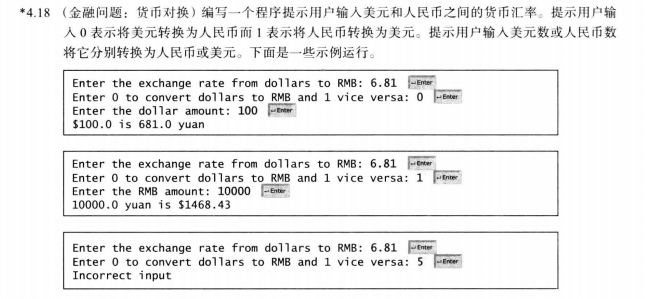 *4.18 （金融问题：货币对换）编写一个程序提示用户输入美元和人民币之间的货币汇率。提示用户输
入 0 表示将美元转换为人民币而 1 表示将人民币转换为美元。提示用户输入美元数或人民币数
将它分别转换为人民币或美元。下面是一些示例运行。
Enter the exchange rate from dollars to RMB: 6.81 ↵Enter
Enter 0 to convert dollars to RMB and 1 vice versa: 0 ↵Enter
Enter the dollar amount: 100 ↵Enter
$100.0 is 681.0 yuan
Enter the exchange rate from dollars to RMB: 6.81 ↵Enter
Enter 0 to convert dollars to RMB and 1 vice versa: 1 ↵Enter
Enter the RMB amount: 10000 ↵Enter
10000.0 yuan is $1468.43
Enter the exchange rate from dollars to RMB: 6.81 ↵Enter
Enter 0 to convert dollars to RMB and 1 vice versa: 5 ↵Enter
Incorrect input